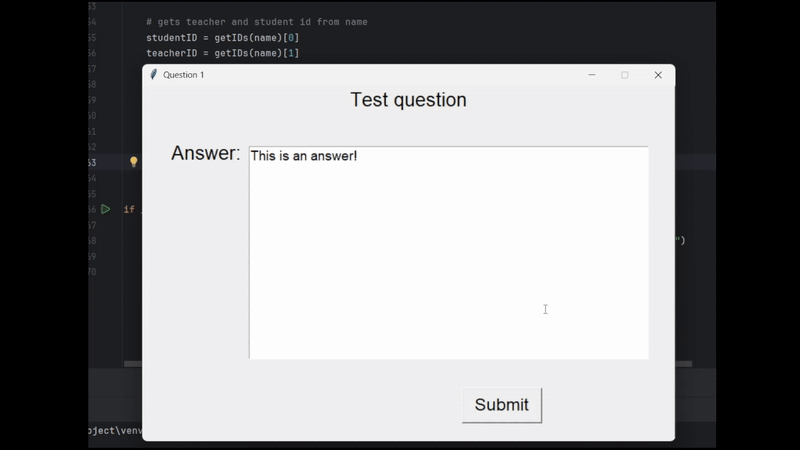 # gets teacher and student id from name
studentID = getIDs(name)[0]
teacherID = getIDs(name)[1]
Question 1
Test question
Answer:
This is an answer!
if
")
Submit
oject\venv
53
56
57
58
59
60
61
62
63
64
65
66
67
68
69
70